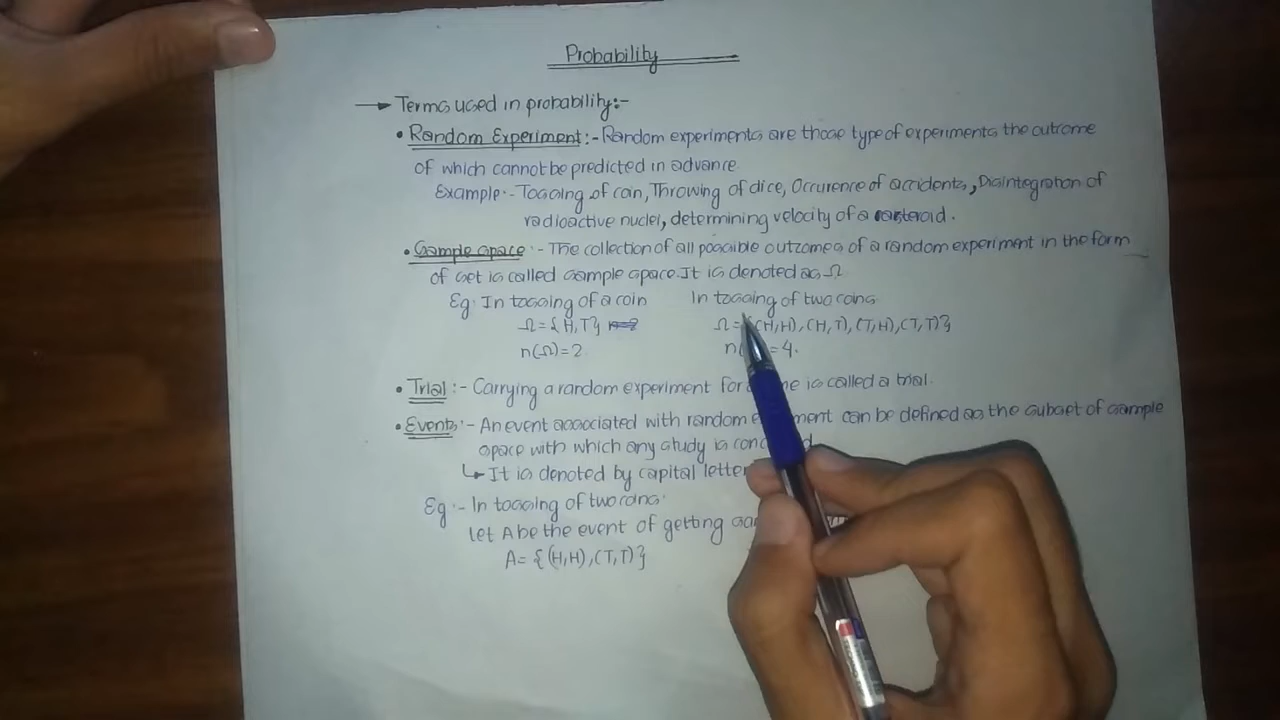 Probability
→ Terms used in probability:-
• Random Experiment:- Random experiments are those type of experiments the outcome
of which cannot be predicted in advance.
Example:- Tossing of coin, Throwing of dice, Occurence of accidents, Disintegration of
radioactive nuclei, determining velocity of a asteroid.
• Sample space:- The collection of all possible outcomes of a random experiment in the form
of set is called sample space. It is denoted as Ω
Eg: In tossing of a coin In tossing of two coins.
Ω = {H,T} Ω = (H,H), (H,T), (T,H), (T,T)}
n(Ω)=2 n( =4.
• Trial:- Carrying a random experiment for is called a trial.
• Events:- An event associated with random can be defined as the subset of sample
space with which any study is
↳ It is denoted by capital letter
Eg:- In tossing of two coins.
Let A be the event of getting
A= {(H,H),(T,T)}